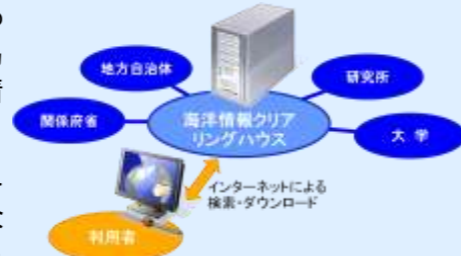 地方自治体
研究所
関係府省
海洋情報クリア
リングハウス
大 学
インターネットによる
検索・ダウンロード
利用者